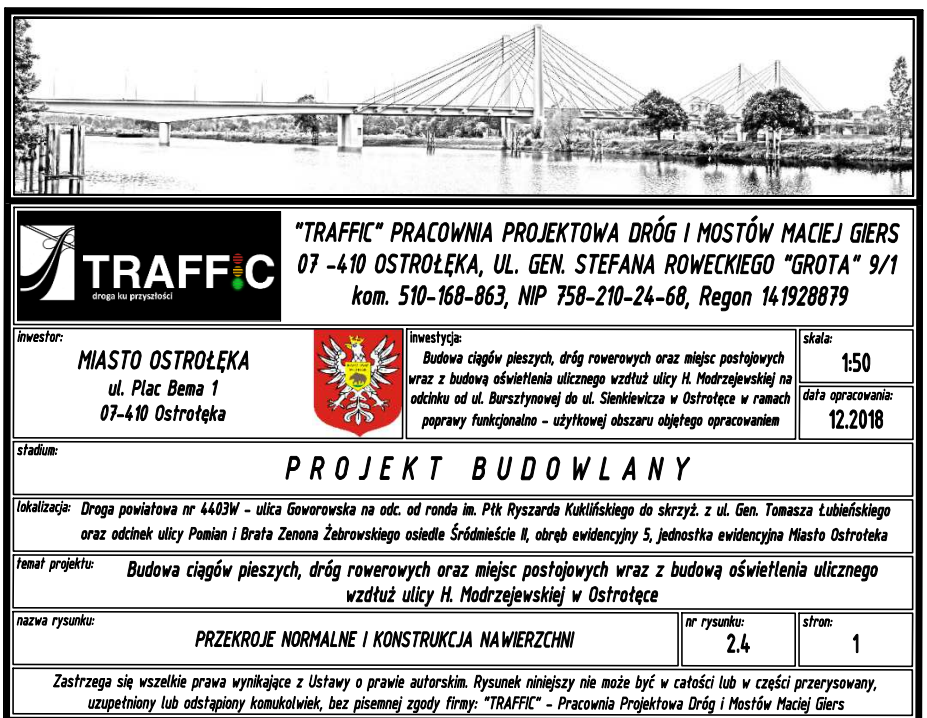 TRAFFIC
droga ku przyszłości
"TRAFFIC" PRACOWNIA PROJEKTOWA DRÓG I MOSTÓW MACIEJ GIERS
07 -410 OSTROŁĘKA, UL. GEN. STEFANA ROWECKIEGO "GROTA" 9/1
kom. 510-168-863, NIP 758-210-24-68, Regon 141928879
inwestor:
MIASTO OSTROŁĘKA
ul. Plac Bema 1
07-410 Ostrołęka
inwestycja:
Budowa ciągów pieszych, dróg rowerowych oraz miejsc postojowych
wraz z budową oświetlenia ulicznego wzdłuż ulicy H. Modrzejewskiej na
odcinku od ul. Bursztynowej do ul. Sienkiewicza w Ostrołęce w ramach
poprawy funkcjonalno - użytkowej obszaru objętego opracowaniem
skala:
1:50
data opracowania:
12.2018
stadium:
PROJEKT BUDOWLANY
lokalizacja: Droga powiatowa nr 4403W - ulica Goworowska na odc. od ronda im. Płk Ryszarda Kuklińskiego do skrzyż. z ul. Gen. Tomasza Łubieńskiego
oraz odcinek ulicy Pomian i Brata Zenona Żebrowskiego osiedle Śródmieście II, obręb ewidencyjny 5, jednostka ewidencyjna Miasto Ostrołeka
temat projektu: Budowa ciągów pieszych, dróg rowerowych oraz miejsc postojowych wraz z budową oświetlenia ulicznego
wzdłuż ulicy H. Modrzejewskiej w Ostrołęce
nazwa rysunku:
PRZEKROJE NORMALNE I KONSTRUKCJA NAWIERZCHNI
nr rysunku:
2.4
stron:
1
Zastrzega się wszelkie prawa wynikające z Ustawy o prawie autorskim. Rysunek niniejszy nie może być w całości lub w części przerysowany,
uzupełniony lub odstąpiony komukolwiek, bez pisemnej zgody firmy: "TRAFFIC" - Pracownia Projektowa Dróg i Mostów Maciej Giers